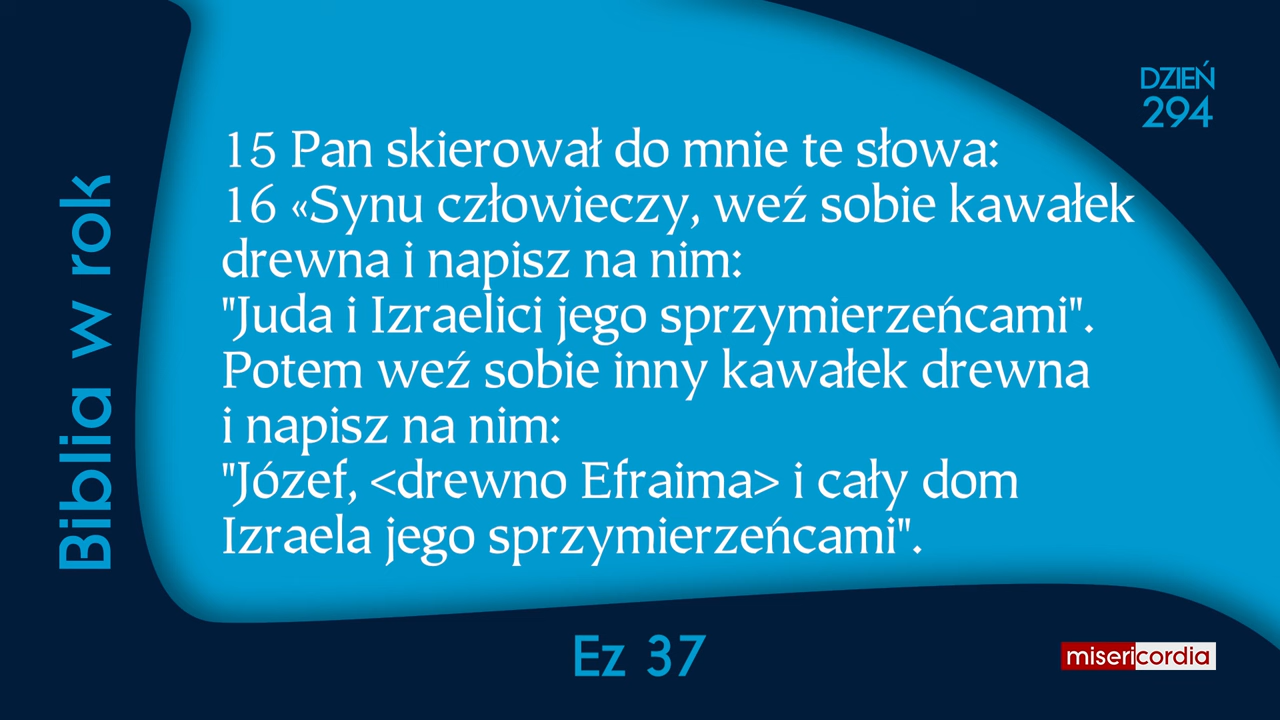 DZIEŃ
294
Biblia w rok
15 Pan skierował do mnie te słowa:
16 «Synu człowieczy, weź sobie kawałek
drewna i napisz na nim:
"Juda i Izraelici jego sprzymierzeńcami".
Potem weź sobie inny kawałek drewna
i napisz na nim:
"Józef, <drewno Efraima> i cały dom
Izraela jego sprzymierzeńcami".
Ez 37
misericordia